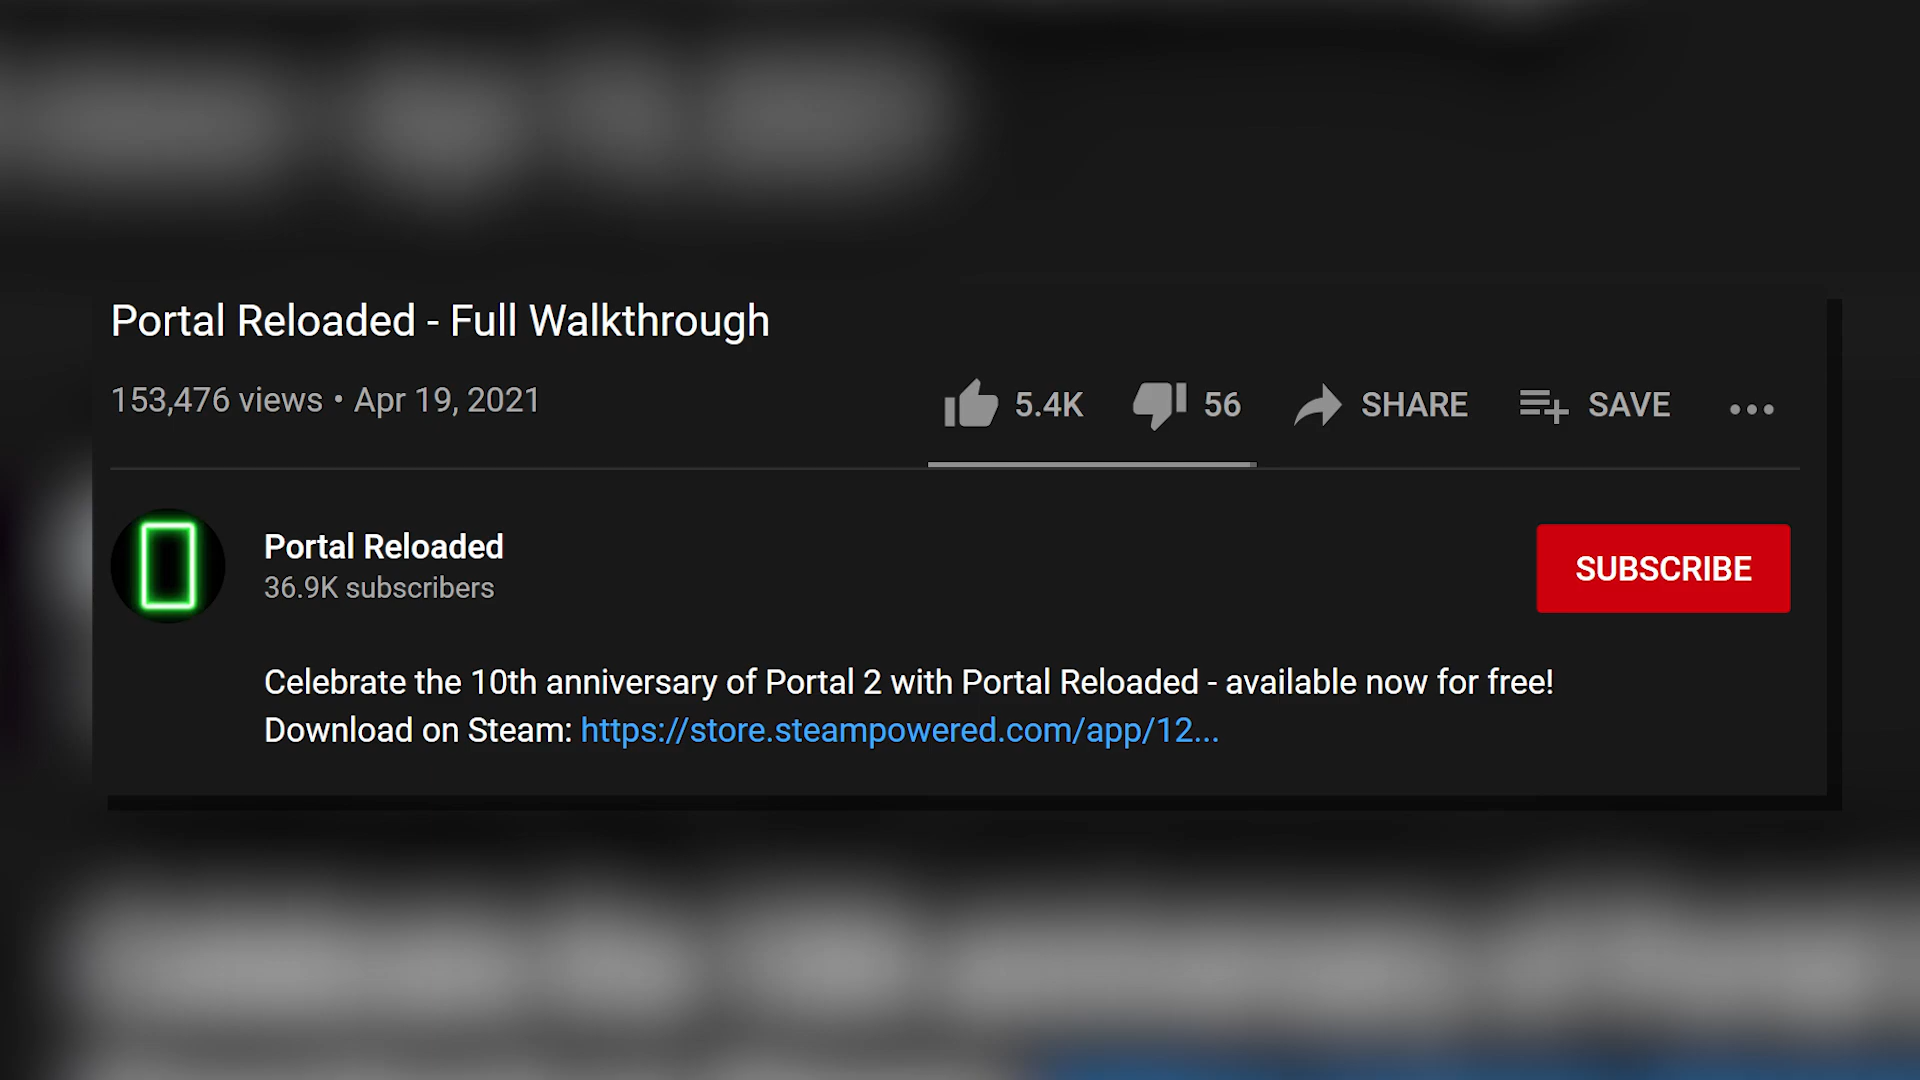 Portal Reloaded - Full Walkthrough
153,476 views • Apr 19, 2021
5.4K 56 SHARE SAVE
Portal Reloaded
36.9K subscribers
SUBSCRIBE
Celebrate the 10th anniversary of Portal 2 with Portal Reloaded - available now for free!
Download on Steam: https://store.steampowered.com/app/12...